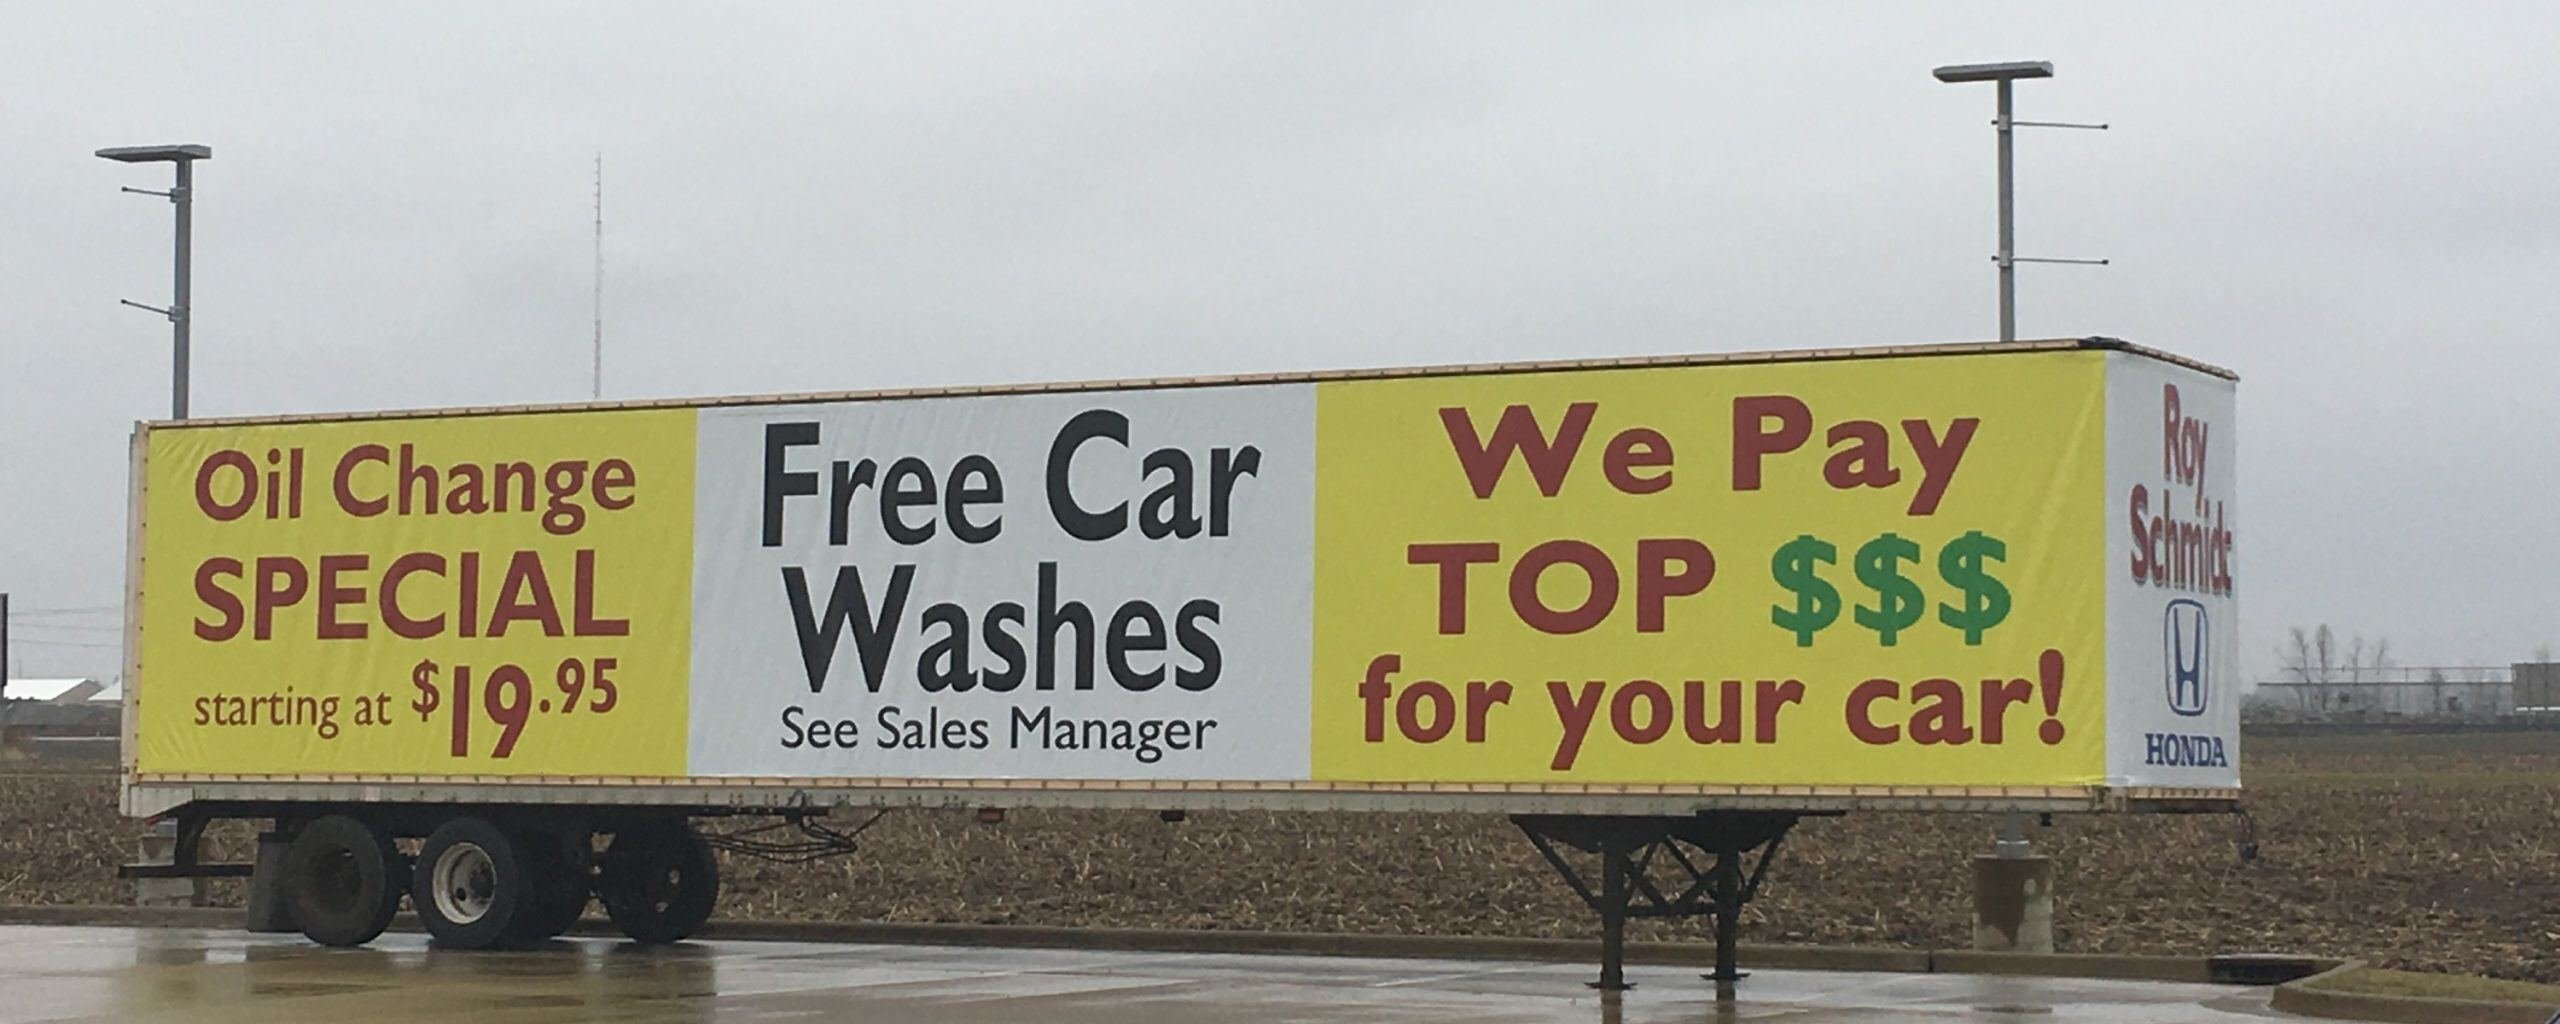 Oil Change
SPECIAL
starting at $19.95
Free Car
Washes
See Sales Manager
We Pay
TOP $$$
for your car!
Roy
Schmidt
HONDA